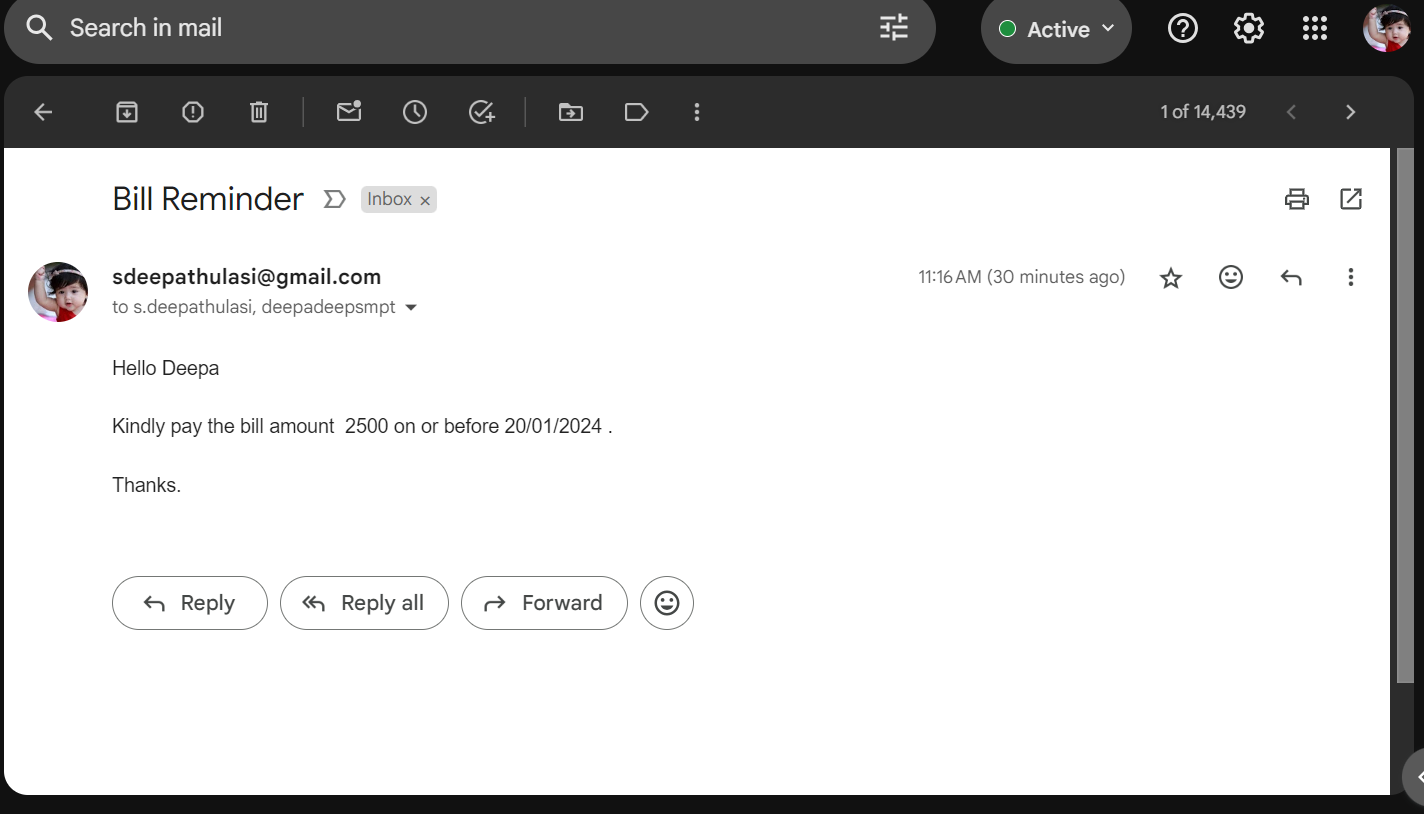 Search in mail
Active
1 of 14,439
Bill Reminder
Inbox ×
sdeepathulasi@gmail.com
11:16 AM (30 minutes ago)
to s.deepathulasi, deepadeepsmpt
Hello Deepa
Kindly pay the bill amount  2500 on or before 20/01/2024 .
Thanks.
Reply
Reply all
Forward